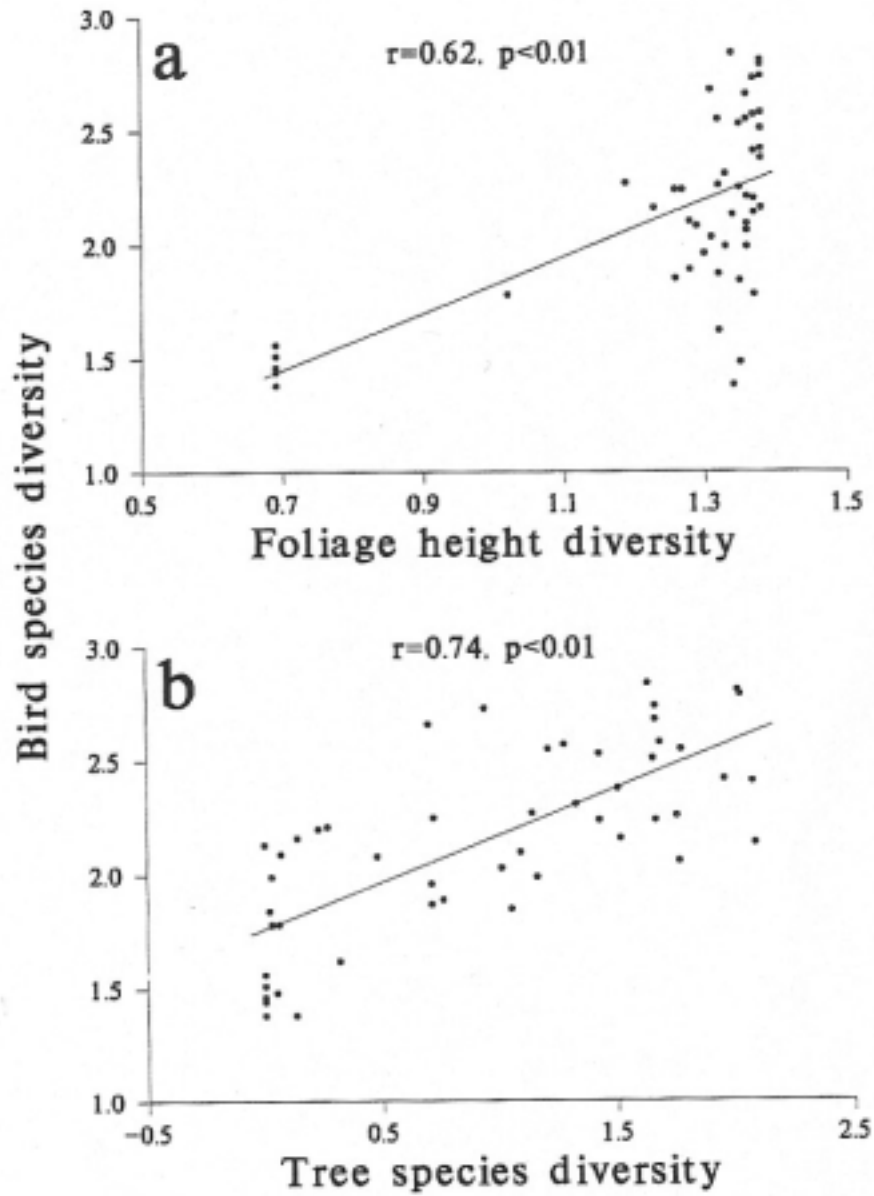 a
r=0.62, p<0.01
3.0
2.5
2.0
1.5
1.0
0.5 0.7 0.9 1.1 1.3 1.5
Foliage height diversity
Bird species diversity
b
r=0.74, p<0.01
3.0
2.5
2.0
1.5
1.0
-0.5 0.5 1.5 2.5
Tree species diversity